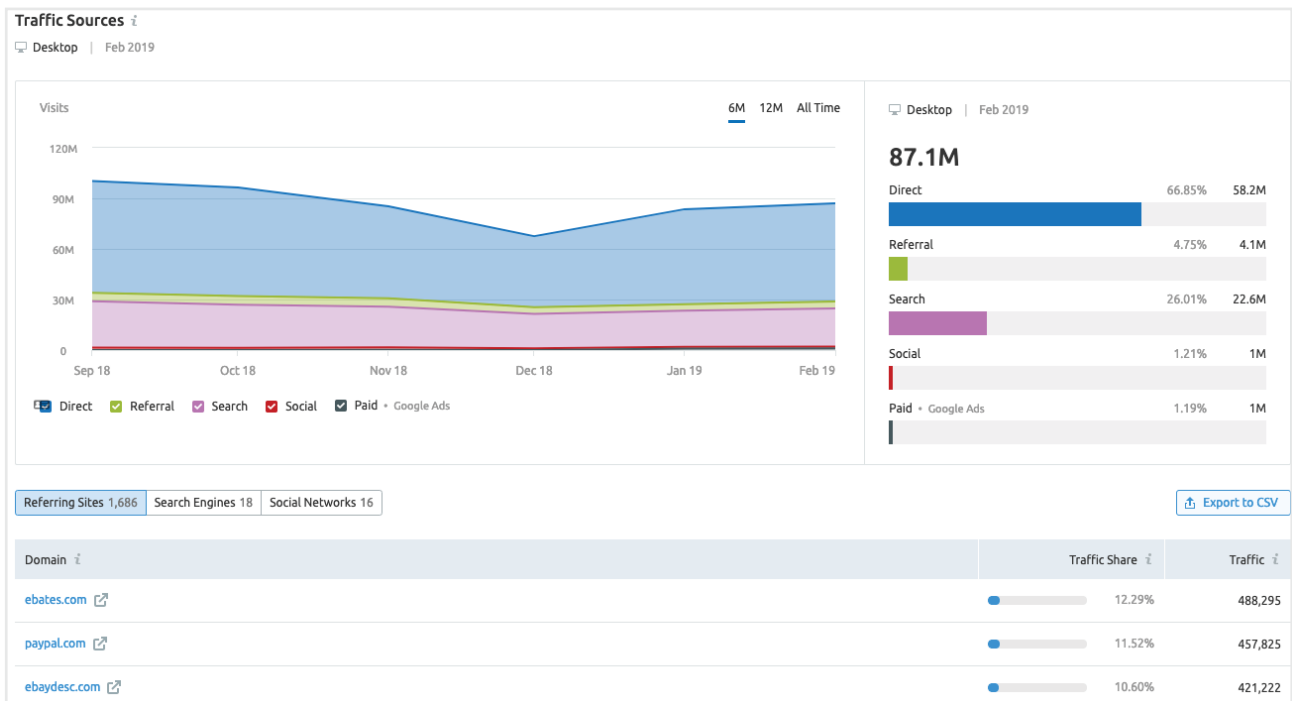 Traffic Sources i
Desktop | Feb 2019
Visits
6M 12M All Time
120M
90M
60M
30M
0
Sep 18 Oct 18 Nov 18 Dec 18 Jan 19 Feb 19
Direct Referral Search Social Paid • Google Ads
Desktop | Feb 2019
87.1M
Direct 66.85% 58.2M
Referral 4.75% 4.1M
Search 26.01% 22.6M
Social 1.21% 1M
Paid • Google Ads 1.19% 1M
Referring Sites 1,686 Search Engines 18 Social Networks 16 Export to CSV
Domain i Traffic Share i Traffic i
ebates.com 12.29% 488,295
paypal.com 11.52% 457,825
ebaydesc.com 10.60% 421,222